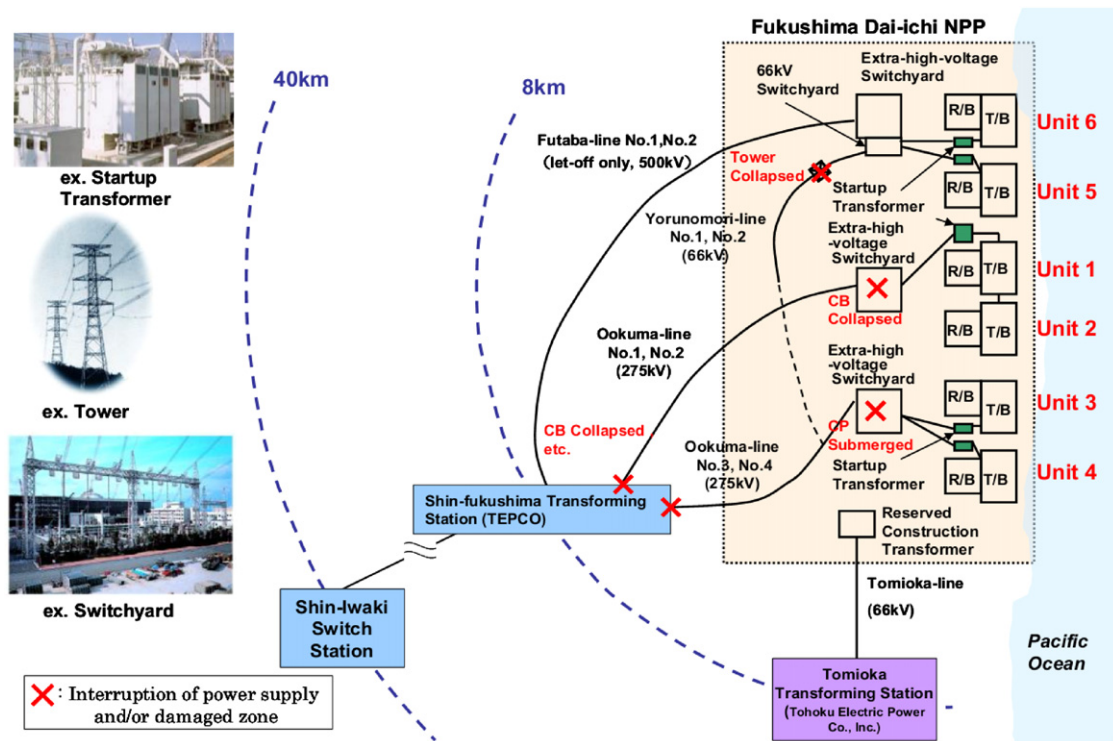 Fukushima Dai-ichi NPP
40km
8km
66kV
Switchyard
Extra-high-voltage
Switchyard
R/B
T/B
Unit 6
Futaba-line No.1,No.2
(let-off only, 500kV)
Tower
Collapsed
ex. Startup
Transformer
Startup
Transformer
R/B
T/B
Unit 5
Yorunomori-line
No.1, No.2
(66kV)
Extra-high
-voltage
Switchyard
R/B
T/B
Unit 1
CB
Collapsed
R/B
T/B
Unit 2
Ookuma-line
No.1, No.2
(275kV)
Extra-high
-voltage
Switchyard
R/B
T/B
Unit 3
ex. Tower
CB Collapsed ,
etc.
CP
Submerged
Ookuma-line
No.3, No.4
(275kV)
Startup
Transformer
R/B
T/B
Unit 4
Shin-fukushima Transforming
Station (TEPCO)
Reserved
Construction
Transformer
Tomioka-line
(66kV)
ex. Switchyard
Shin-Iwaki
Switch
Station
Pacific
Ocean
Tomioka
Transforming Station
(Tohoku Electric Power
Co., Inc.)
: Interruption of power supply
and/or damaged zone